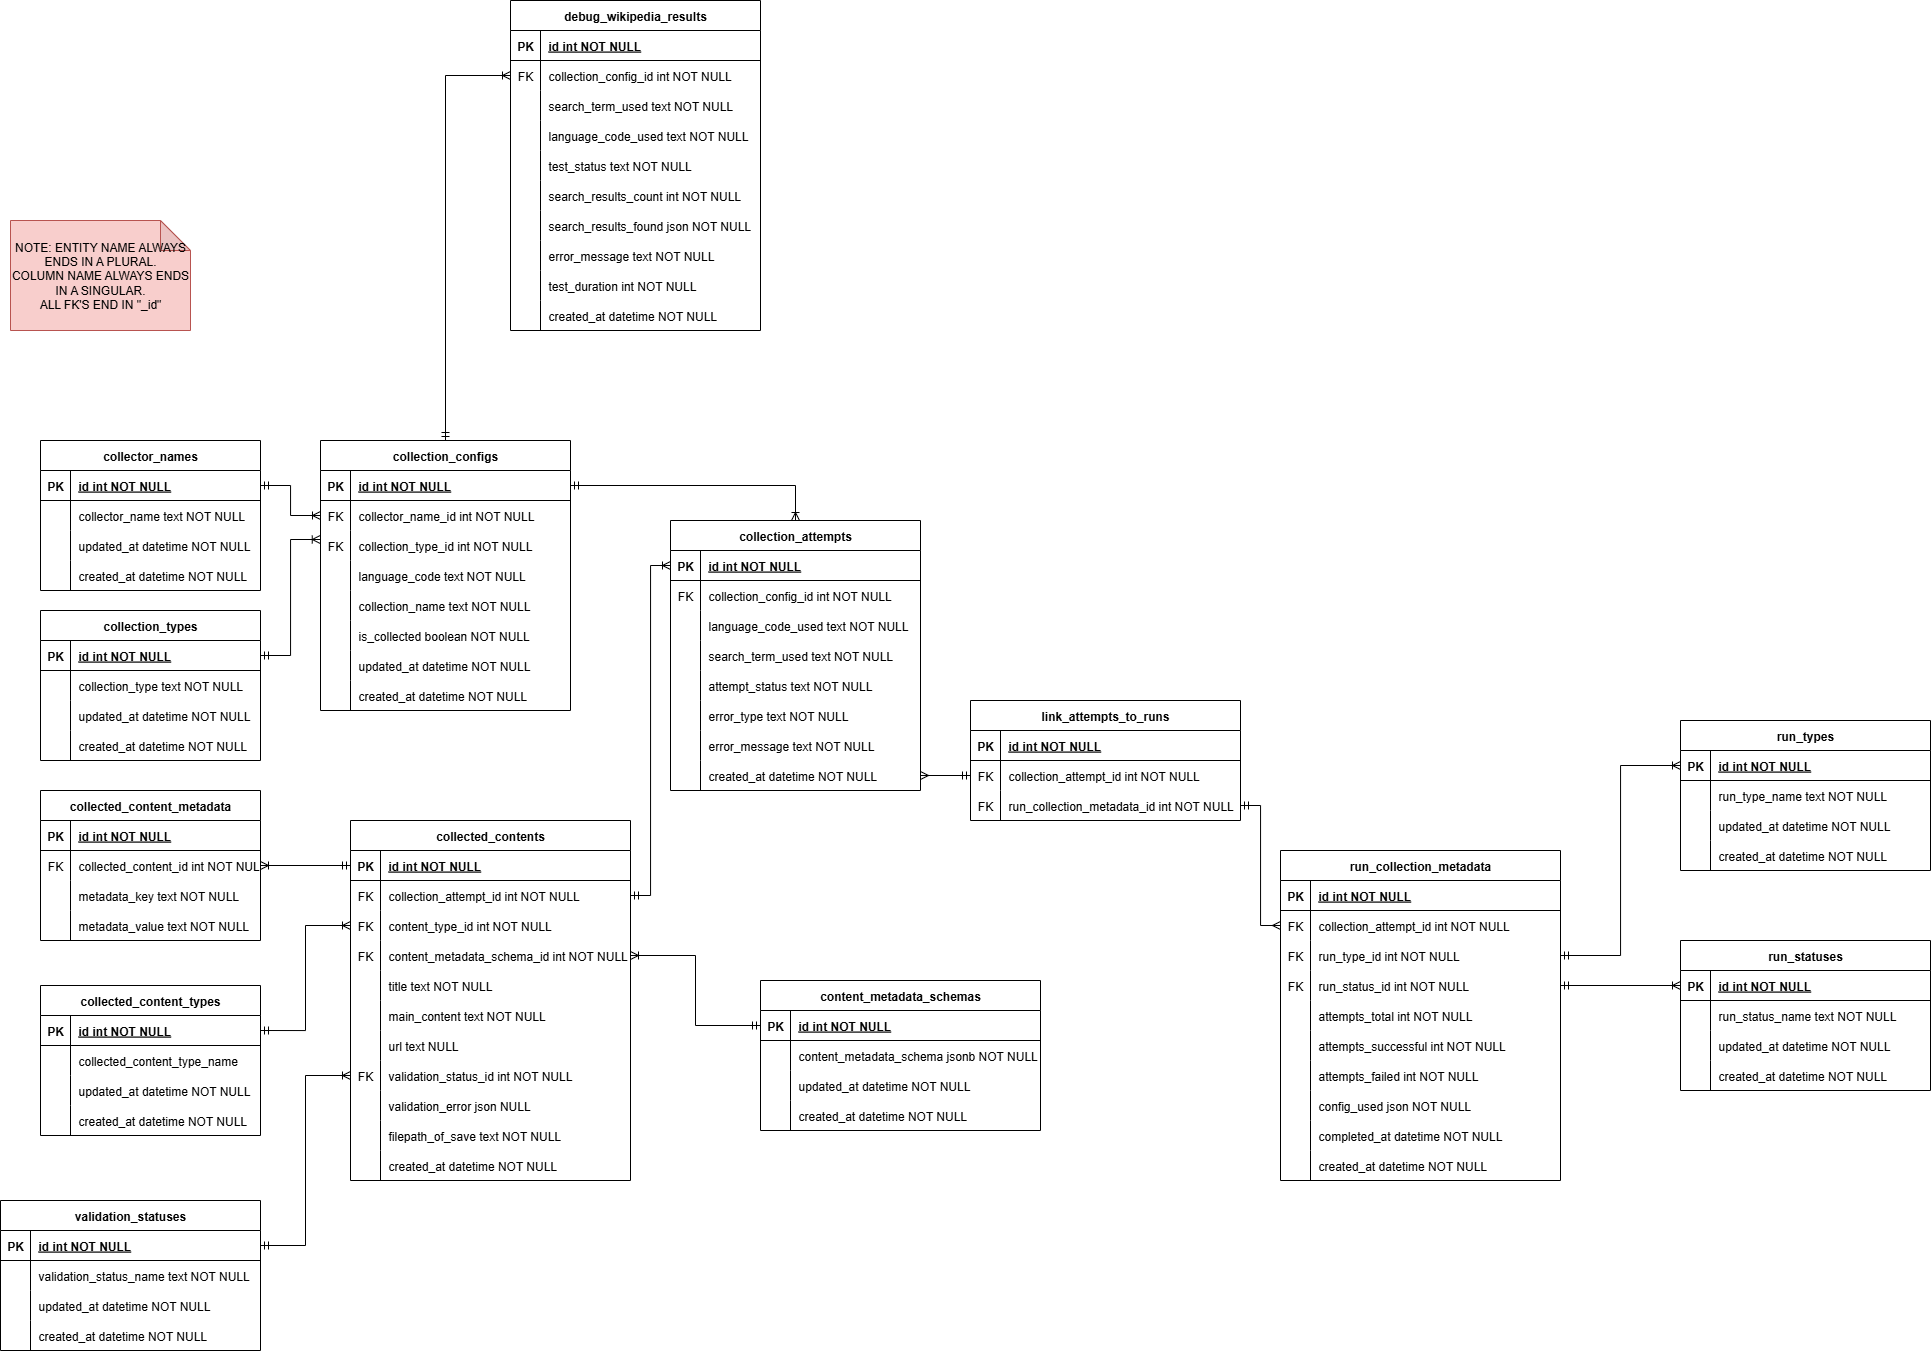 debug_wikipedia_results
PK id int NOT NULL
FK collection_config_id int NOT NULL
search_term_used text NOT NULL
language_code_used text NOT NULL
test_status text NOT NULL
search_results_count int NOT NULL
search_results_found json NOT NULL
error_message text NOT NULL
test_duration int NOT NULL
created_at datetime NOT NULL
NOTE: ENTITY NAME ALWAYS
ENDS IN A PLURAL.
COLUMN NAME ALWAYS ENDS
IN A SINGULAR.
ALL FK'S END IN "_id"
collector_names
PK id int NOT NULL
collector_name text NOT NULL
updated_at datetime NOT NULL
created_at datetime NOT NULL
collection_types
PK id int NOT NULL
collection_type text NOT NULL
updated_at datetime NOT NULL
created_at datetime NOT NULL
collection_configs
PK id int NOT NULL
FK collector_name_id int NOT NULL
FK collection_type_id int NOT NULL
language_code text NOT NULL
collection_name text NOT NULL
is_collected boolean NOT NULL
updated_at datetime NOT NULL
created_at datetime NOT NULL
collection_attempts
PK id int NOT NULL
FK collection_config_id int NOT NULL
language_code_used text NOT NULL
search_term_used text NOT NULL
attempt_status text NOT NULL
error_type text NOT NULL
error_message text NOT NULL
created_at datetime NOT NULL
link_attempts_to_runs
PK id int NOT NULL
FK collection_attempt_id int NOT NULL
FK run_collection_metadata_id int NOT NULL
run_types
PK id int NOT NULL
run_type_name text NOT NULL
updated_at datetime NOT NULL
created_at datetime NOT NULL
collected_content_metadata
PK id int NOT NULL
FK collected_content_id int NOT NUL
metadata_key text NOT NULL
metadata_value text NOT NULL
collected_contents
PK id int NOT NULL
FK collection_attempt_id int NOT NULL
FK content_type_id int NOT NULL
FK content_metadata_schema_id int NOT NULL
title text NOT NULL
main_content text NOT NULL
url text NULL
FK validation_status_id int NOT NULL
validation_error json NULL
filepath_of_save text NOT NULL
created_at datetime NOT NULL
run_collection_metadata
PK id int NOT NULL
FK collection_attempt_id int NOT NULL
FK run_type_id int NOT NULL
FK run_status_id int NOT NULL
attempts_total int NOT NULL
attempts_successful int NOT NULL
attempts_failed int NOT NULL
config_used json NOT NULL
completed_at datetime NOT NULL
created_at datetime NOT NULL
run_statuses
PK id int NOT NULL
run_status_name text NOT NULL
updated_at datetime NOT NULL
created_at datetime NOT NULL
collected_content_types
PK id int NOT NULL
collected_content_type_name
updated_at datetime NOT NULL
created_at datetime NOT NULL
content_metadata_schemas
PK id int NOT NULL
content_metadata_schema jsonb NOT NULL
updated_at datetime NOT NULL
created_at datetime NOT NULL
validation_statuses
PK id int NOT NULL
validation_status_name text NOT NULL
updated_at datetime NOT NULL
created_at datetime NOT NULL